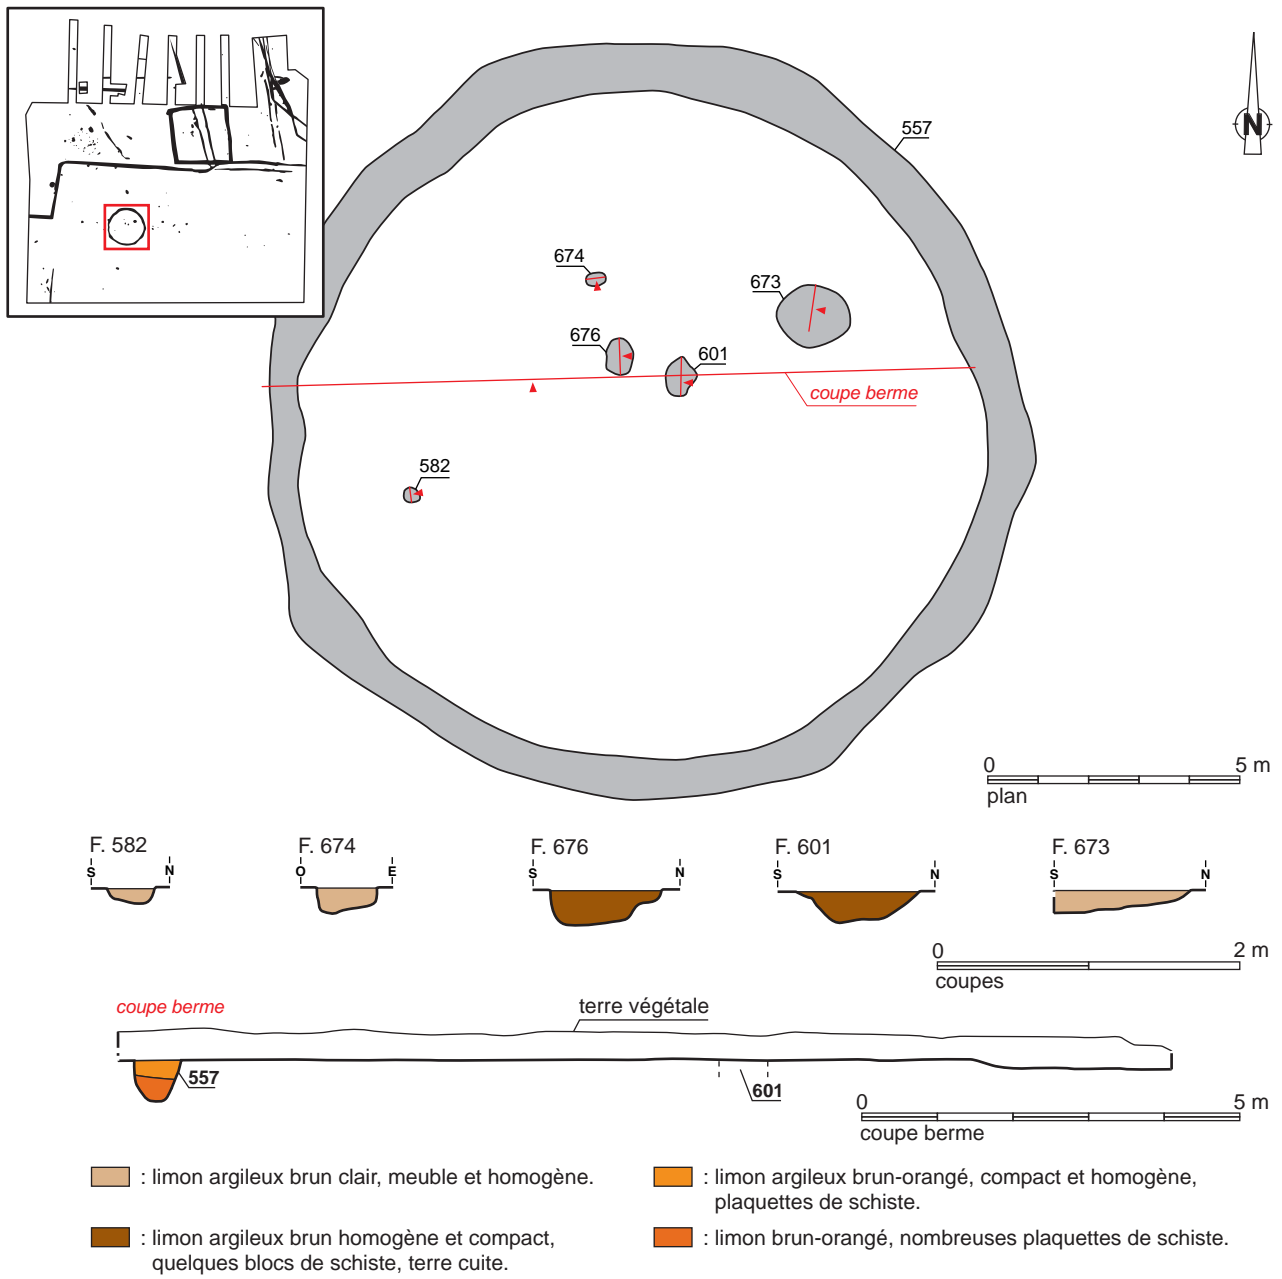 N
557
674
673
676
601
coupe berme
582
0 5 m
plan
F. 582
S N
F. 674
O E
F. 676
S N
F. 601
S N
F. 673
S N
0 2 m
coupes
coupe berme
terre végétale
557
601
0 5 m
coupe berme
: limon argileux brun clair, meuble et homogène.
: limon argileux brun homogène et compact,
quelques blocs de schiste, terre cuite.
: limon argileux brun-orangé, compact et homogène,
plaquettes de schiste.
: limon brun-orangé, nombreuses plaquettes de schiste.